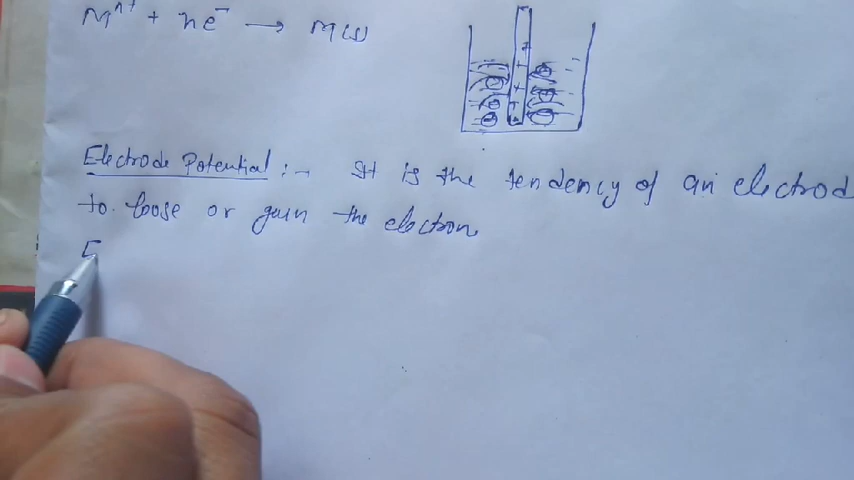 Mⁿ⁺ + ne⁻ → M(s)
Electrode Potential :- It is the tendency of an electrod
to loose or gain the electron
E